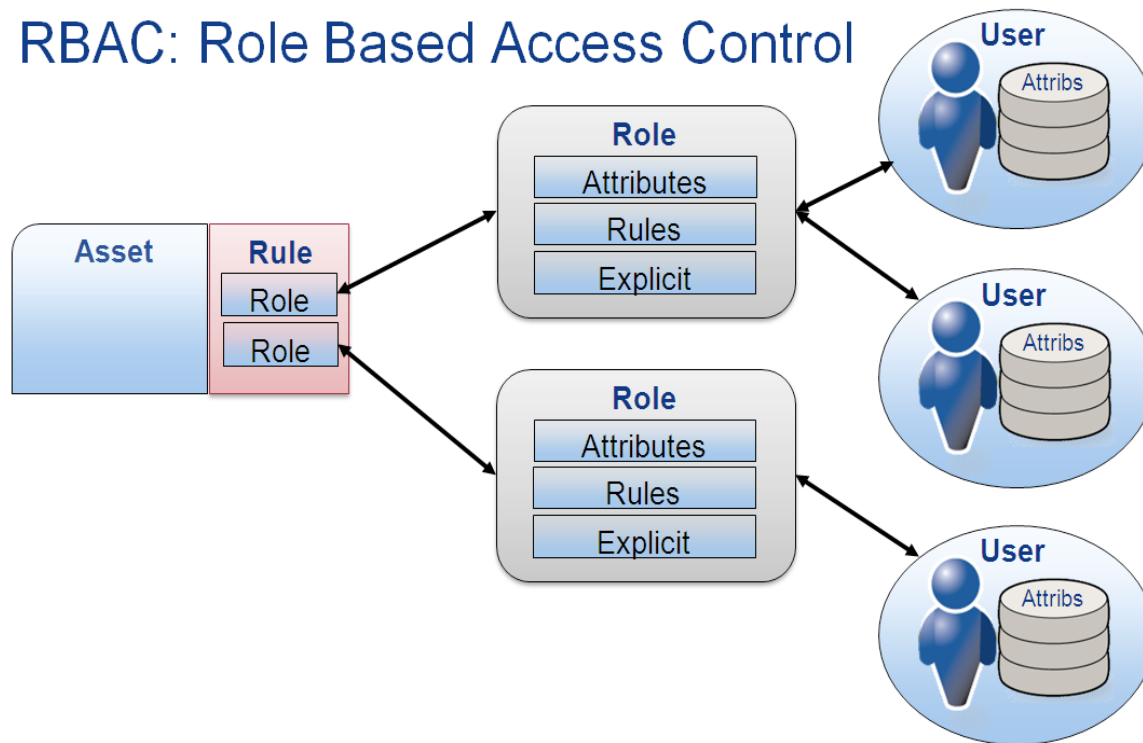 RBAC: Role Based Access Control
Asset
Rule
Role
Role
Role
Attributes
Rules
Explicit
Role
Attributes
Rules
Explicit
User
Attribs
User
Attribs
User
Attribs